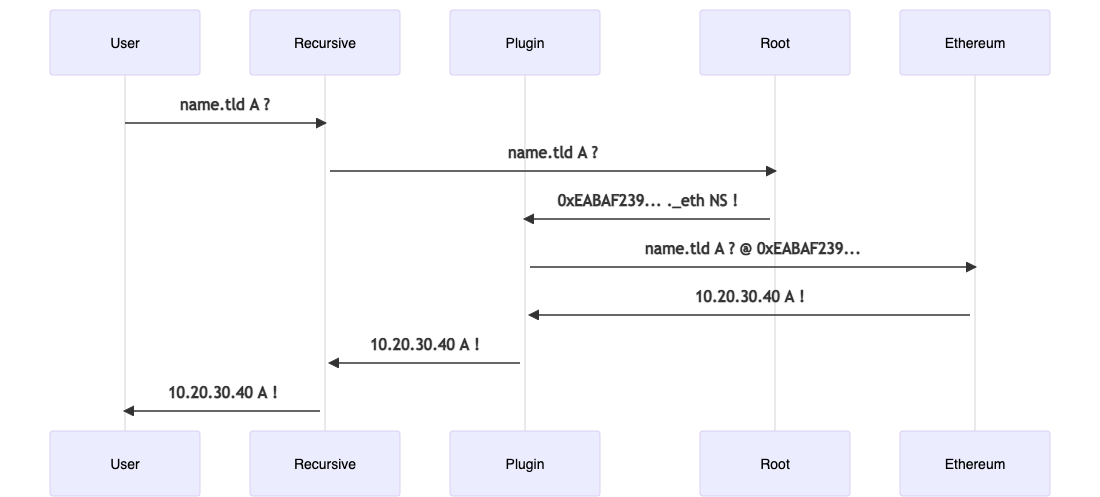 User
Recursive
Plugin
Root
Ethereum
name.tld A ?
name.tld A ?
0xEABAF239... ._eth NS !
name.tld A ? @ 0xEABAF239...
10.20.30.40 A !
10.20.30.40 A !
10.20.30.40 A !
User
Recursive
Plugin
Root
Ethereum